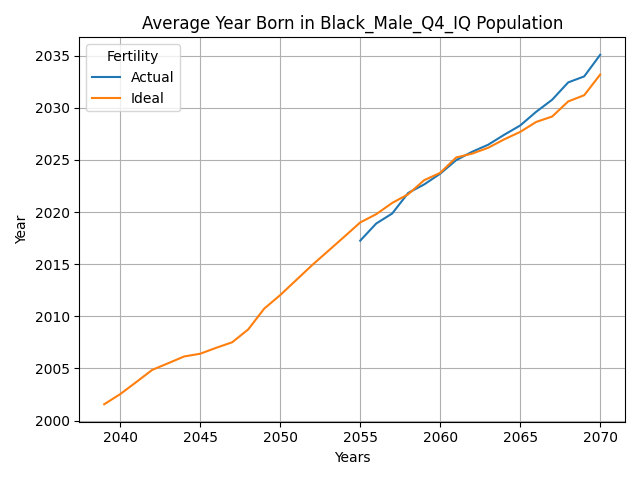 Average Year Born in Black_Male_Q4_IQ Population
Fertility
Actual
Ideal
2035
2030
2025
2020
2015
2010
2005
2000
Year
2040 2045 2050 2055 2060 2065 2070
Years